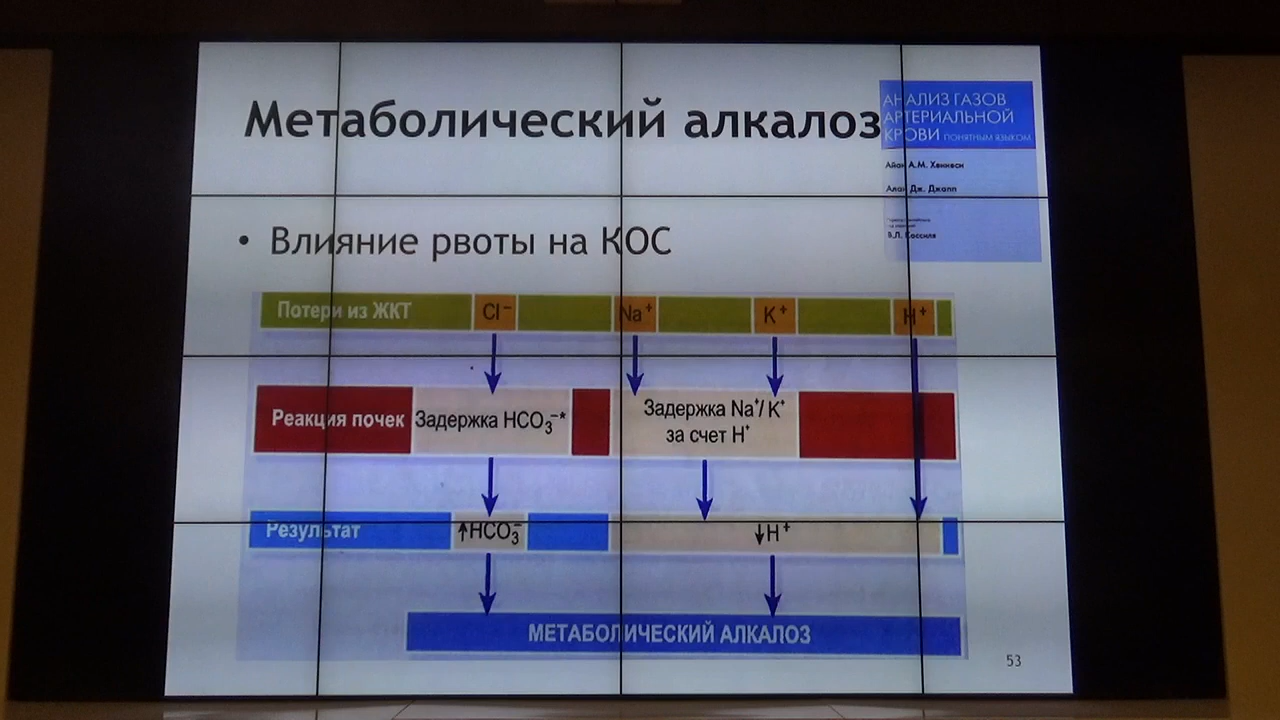 Метаболический алкалоз
АНАЛИЗ ГАЗОВ
АРТЕРИАЛЬНОЙ
КРОВИ ПОНЯТНЫМ ЯЗЫКОМ
Айан А.М. Хеннеси
Алан Дж. Джапп
В.Л. Кассиля
• Влияние рвоты на КОС
Потери из ЖКТ Cl⁻ Na⁺ K⁺ H⁺
Реакция почек Задержка HCO₃⁻* Задержка Na⁺/ K⁺
за счет H⁺
Результат ↑HCO₃⁻ ↓H⁺
МЕТАБОЛИЧЕСКИЙ АЛКАЛОЗ
53